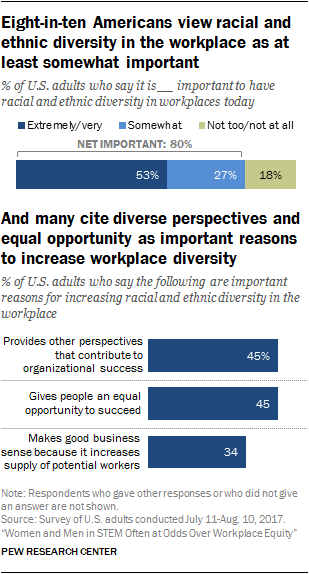 Eight-in-ten Americans view racial and
ethnic diversity in the workplace as at
least somewhat important
% of U.S. adults who say it is __ important to have
racial and ethnic diversity in workplaces today
Extremely/very Somewhat Not too/not at all
NET IMPORTANT: 80%
53% 27% 18%
And many cite diverse perspectives and
equal opportunity as important reasons
to increase workplace diversity
% of U.S. adults who say the following are important
reasons for increasing racial and ethnic diversity in the
workplace
Provides other perspectives
that contribute to
organizational success
45%
Gives people an equal
opportunity to succeed
45
Makes good business
sense because it increases
supply of potential workers
34
Note: Respondents who gave other responses or who did not give
an answer are not shown.
Source: Survey of U.S. adults conducted July 11-Aug. 10, 2017.
“Women and Men in STEM Often at Odds Over Workplace Equity”
PEW RESEARCH CENTER